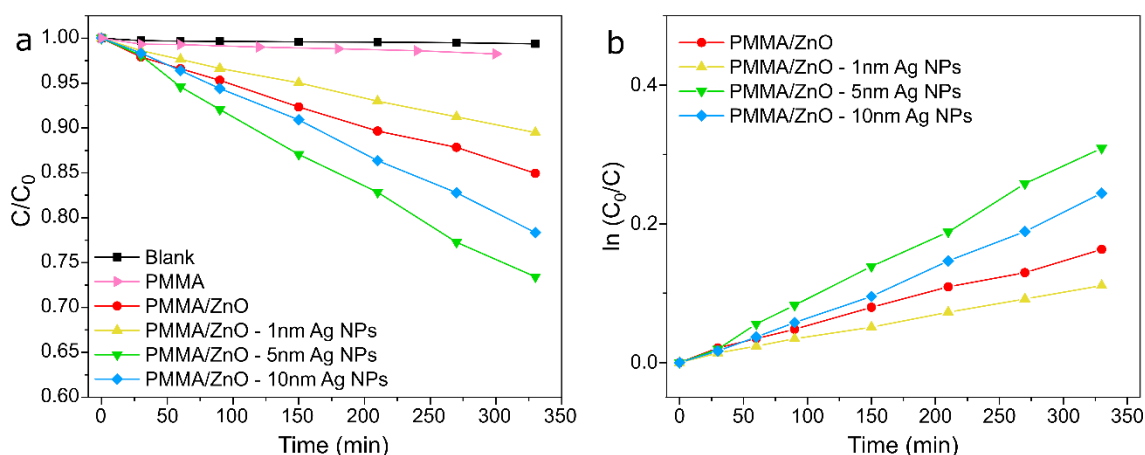 a
1.00
0.95
0.90
0.85
0.80
0.75
0.70
0.65
0.60
C/C0
Blank
PMMA
PMMA/ZnO
PMMA/ZnO - 1nm Ag NPs
PMMA/ZnO - 5nm Ag NPs
PMMA/ZnO - 10nm Ag NPs
0 50 100 150 200 250 300 350
Time (min)
b
0.4
0.2
0.0
ln (C0/C)
PMMA/ZnO
PMMA/ZnO - 1nm Ag NPs
PMMA/ZnO - 5nm Ag NPs
PMMA/ZnO - 10nm Ag NPs
0 50 100 150 200 250 300 350
Time (min)